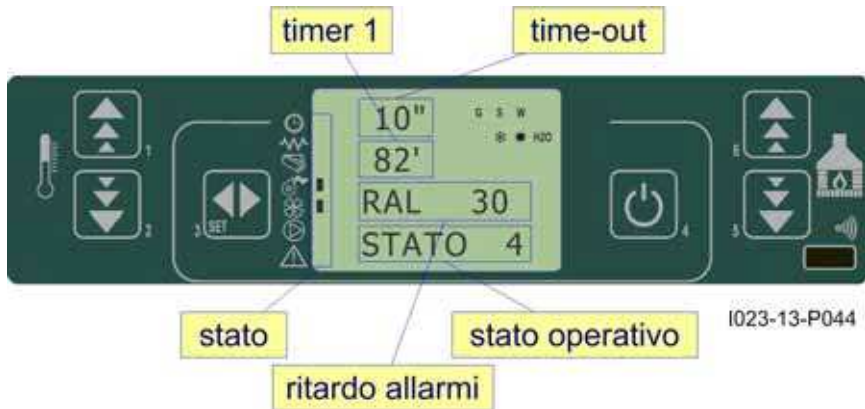 timer 1
time-out
10"
G S W
H2O
82'
RAL 30
STATO 4
1
2
3
SET
4
5
stato
stato operativo
ritardo allarmi
I023-13-P044